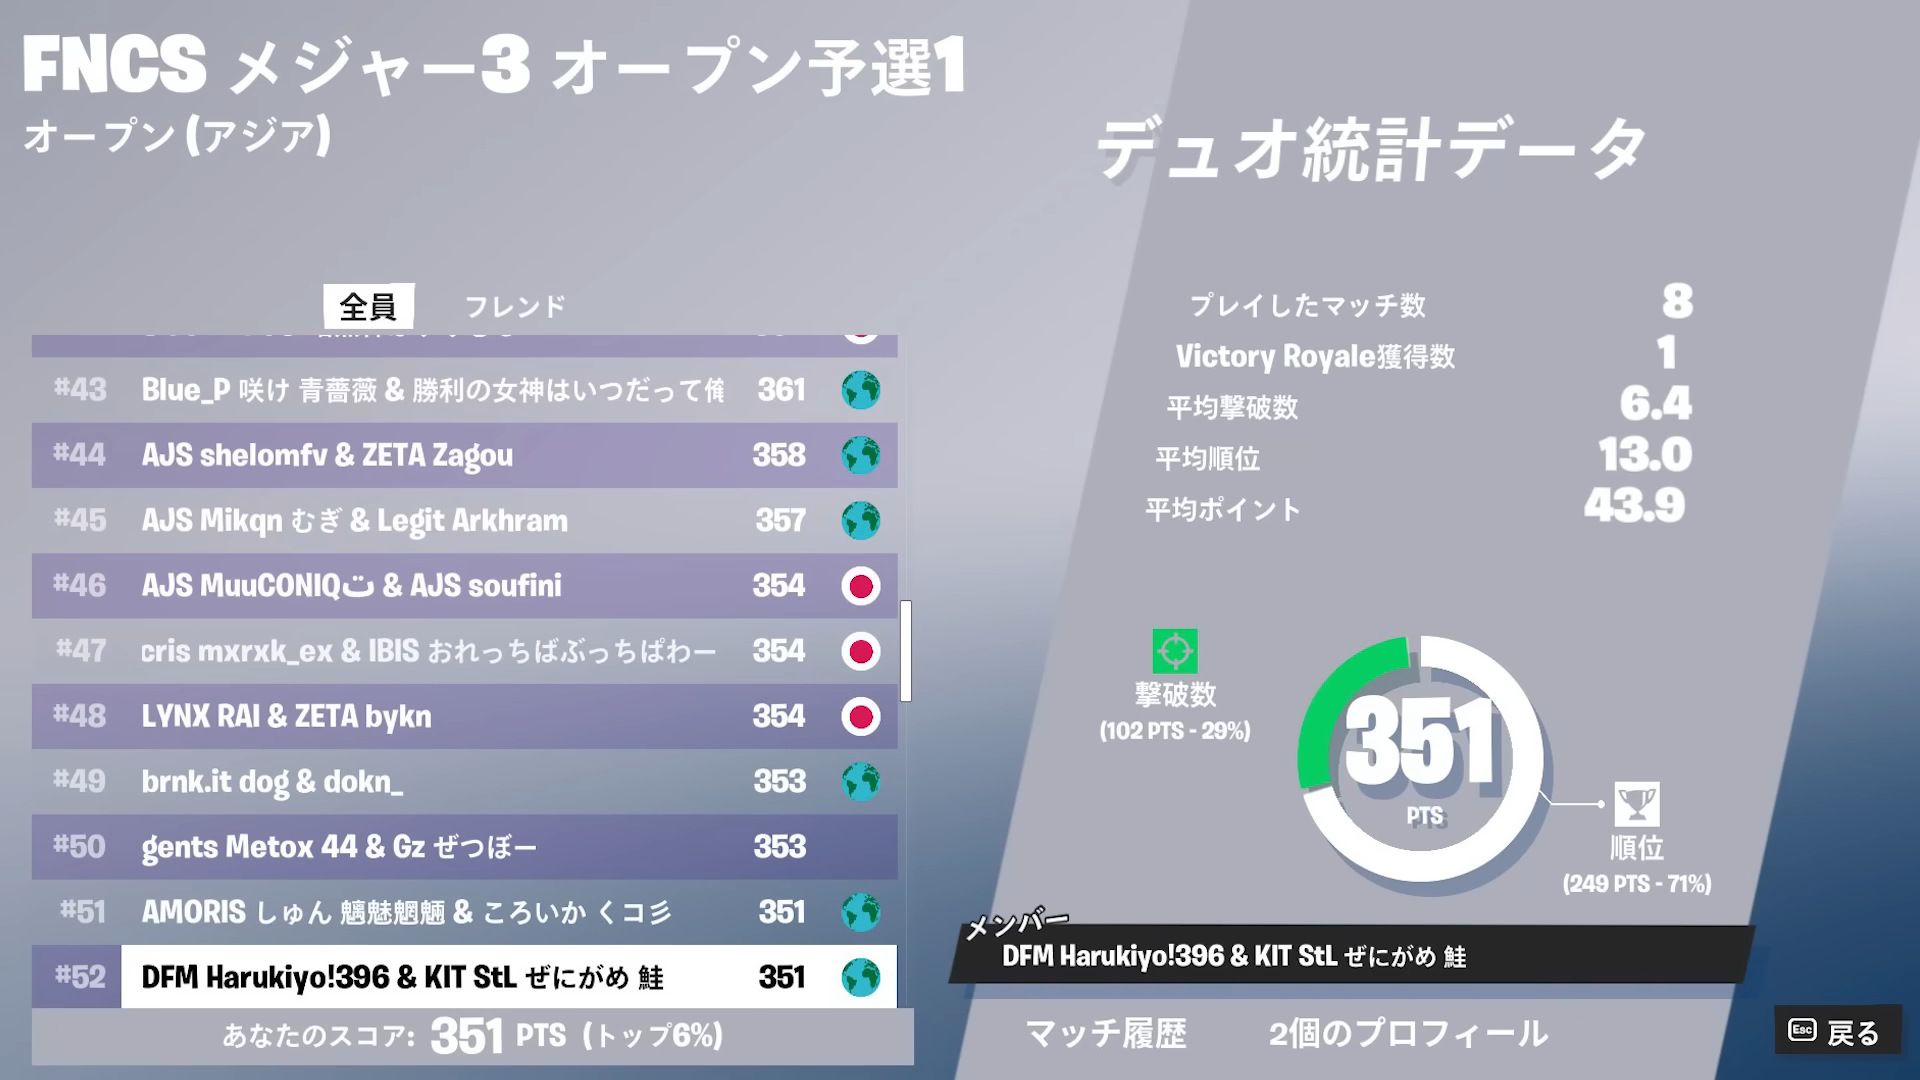 FNCS メジャー3 オープン予選1
オープン (アジア)
全員 フレンド
#43 Blue_P 咲け 青薔薇 & 勝利の女神はいつだって俺 361
#44 AJS shelomfv & ZETA Zagou 358
#45 AJS Mikqn むぎ & Legit Arkhram 357
#46 AJS MuuCONIQت & AJS soufini 354
#47 cris mxrxk_ex & IBIS おれっちばぶっちぱわー 354
#48 LYNX RAI & ZETA bykn 354
#49 brnk.it dog & dokn_ 353
#50 gents Metox 44 & Gz ぜつぼー 353
#51 AMORIS しゅん 魑魅魍魎 & ころいか くコ彡 351
#52 DFM Harukiyo!396 & KIT StL ぜにがめ 鮭 351
あなたのスコア: 351 PTS (トップ6%)
デュオ統計データ
プレイしたマッチ数 8
Victory Royale獲得数 1
平均撃破数 6.4
平均順位 13.0
平均ポイント 43.9
撃破数
(102 PTS - 29%)
351
PTS
順位
(249 PTS - 71%)
メンバー
DFM Harukiyo!396 & KIT StL ぜにがめ 鮭
マッチ履歴 2個のプロフィール
Esc 戻る